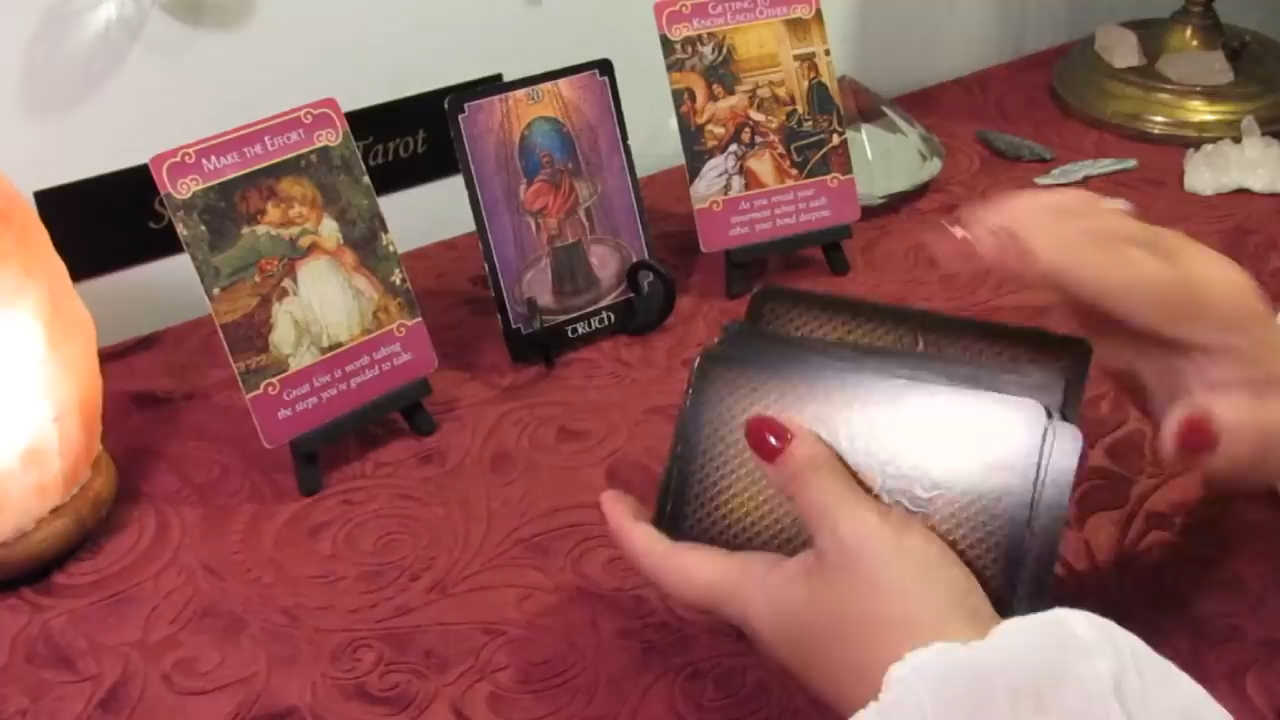 MAKE THE EFFORT
Great love is worth taking
the steps you're guided to take.
Tarot
20
TRUTH
GETTING TO
KNOW EACH OTHER
As you reveal your
innermost selves to each
other, your bond deepens.